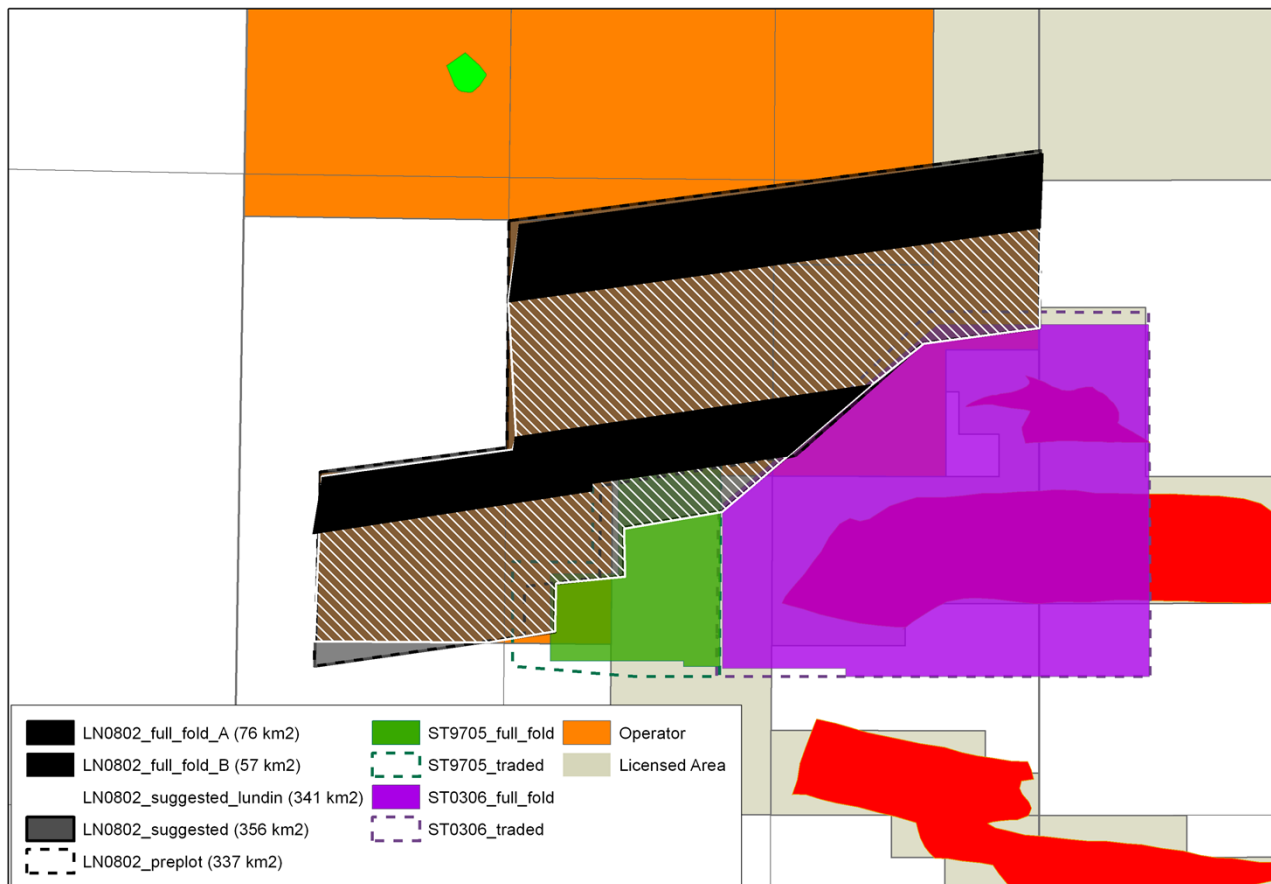 LN0802_full_fold_A (76 km2)
LN0802_full_fold_B (57 km2)
LN0802_suggested_lundin (341 km2)
LN0802_suggested (356 km2)
LN0802_preplot (337 km2)
ST9705_full_fold
ST9705_traded
ST0306_full_fold
ST0306_traded
Operator
Licensed Area